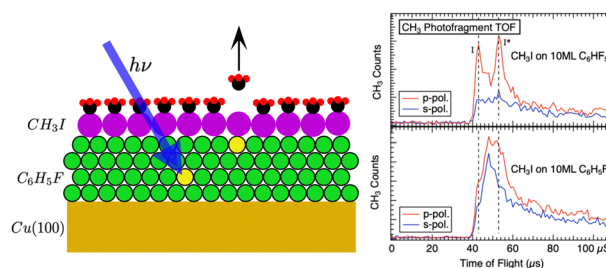 hν
CH3I
C6H5F
Cu(100)
CH3 Photofragment TOF
I
I*
CH3I on 10ML C6HF5
CH3 Counts
p-pol.
s-pol.
CH3I on 10ML C6H5F
CH3 Counts
p-pol.
s-pol.
0 20 40 60 80 100 μs
Time of Flight (μs)